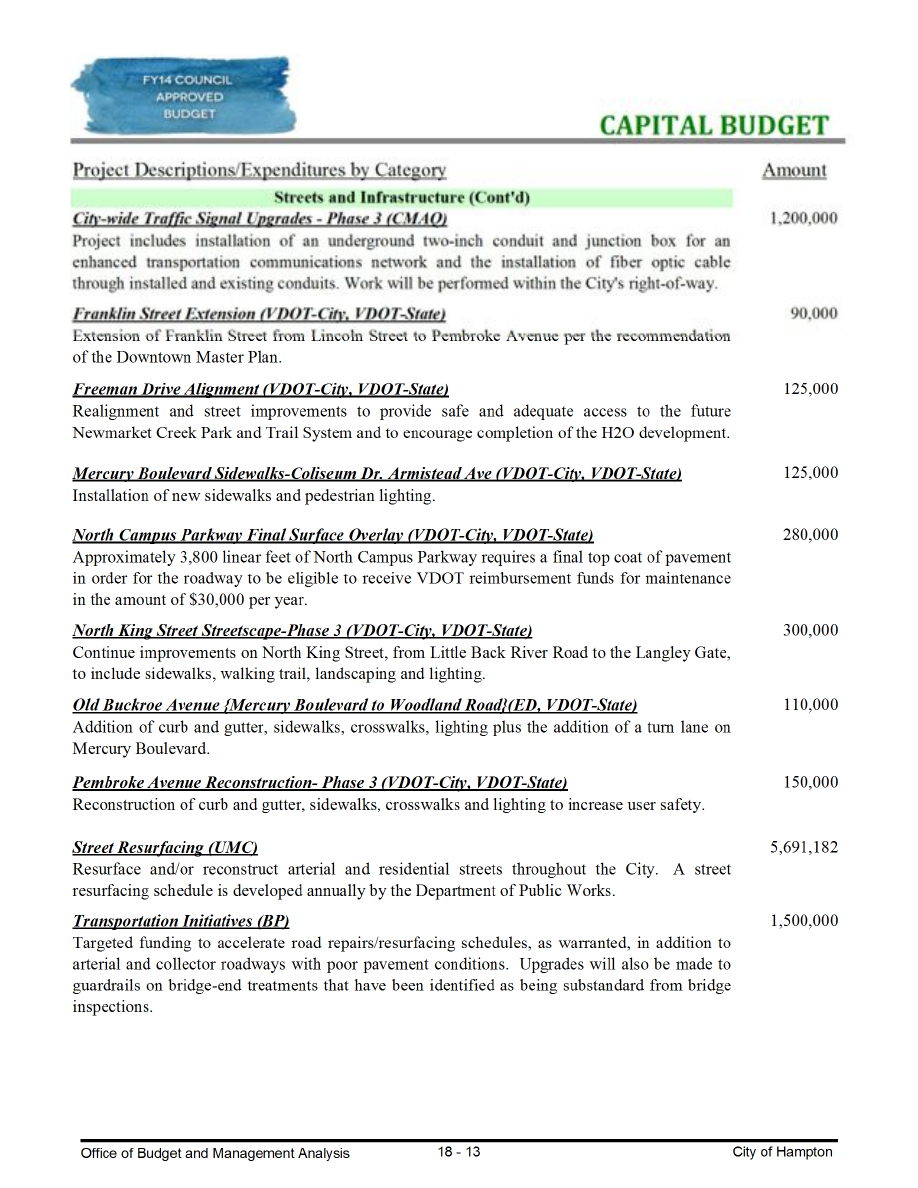 FY14 COUNCIL
APPROVED
BUDGET
CAPITAL BUDGET
Project Descriptions/Expenditures by Category Amount
Streets and Infrastructure (Cont'd)
City-wide Traffic Signal Upgrades - Phase 3 (CMAQ) 1,200,000
Project includes installation of an underground two-inch conduit and junction box for an
enhanced transportation communications network and the installation of fiber optic cable
through installed and existing conduits. Work will be performed within the City's right-of-way.
Franklin Street Extension (VDOT-City, VDOT-State) 90,000
Extension of Franklin Street from Lincoln Street to Pembroke Avenue per the recommendation
of the Downtown Master Plan.
Freeman Drive Alignment (VDOT-City, VDOT-State) 125,000
Realignment and street improvements to provide safe and adequate access to the future
Newmarket Creek Park and Trail System and to encourage completion of the H2O development.
Mercury Boulevard Sidewalks-Coliseum Dr. Armistead Ave (VDOT-City, VDOT-State) 125,000
Installation of new sidewalks and pedestrian lighting.
North Campus Parkway Final Surface Overlay (VDOT-City, VDOT-State) 280,000
Approximately 3,800 linear feet of North Campus Parkway requires a final top coat of pavement
in order for the roadway to be eligible to receive VDOT reimbursement funds for maintenance
in the amount of $30,000 per year.
North King Street Streetscape-Phase 3 (VDOT-City, VDOT-State) 300,000
Continue improvements on North King Street, from Little Back River Road to the Langley Gate,
to include sidewalks, walking trail, landscaping and lighting.
Old Buckroe Avenue {Mercury Boulevard to Woodland Road}(ED, VDOT-State) 110,000
Addition of curb and gutter, sidewalks, crosswalks, lighting plus the addition of a turn lane on
Mercury Boulevard.
Pembroke Avenue Reconstruction- Phase 3 (VDOT-City, VDOT-State) 150,000
Reconstruction of curb and gutter, sidewalks, crosswalks and lighting to increase user safety.
Street Resurfacing (UMC) 5,691,182
Resurface and/or reconstruct arterial and residential streets throughout the City. A street
resurfacing schedule is developed annually by the Department of Public Works.
Transportation Initiatives (BP) 1,500,000
Targeted funding to accelerate road repairs/resurfacing schedules, as warranted, in addition to
arterial and collector roadways with poor pavement conditions. Upgrades will also be made to
guardrails on bridge-end treatments that have been identified as being substandard from bridge
inspections.
Office of Budget and Management Analysis 18 - 13 City of Hampton